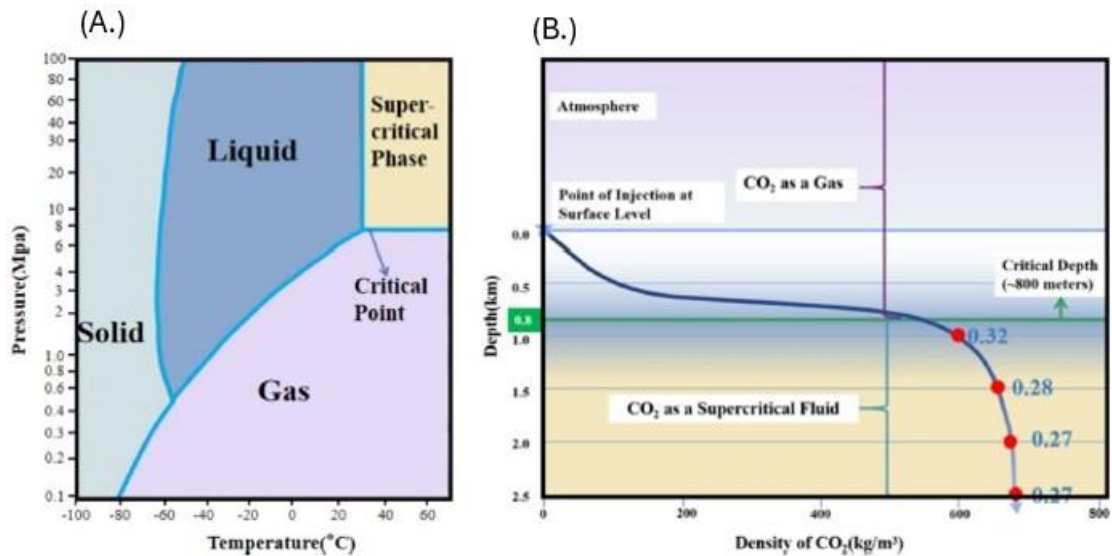 (A.)
100
80
60
40
30
20
10
8
6
4
3
2
1.0
0.8
0.6
0.4
0.3
0.2
0.1
Pressure(Mpa)
Solid
Liquid
Super-
critical
Phase
Critical
Point
Gas
-100
-80
-60
-40
-20
0
20
40
60
Temperature(°C)
(B.)
Atmosphere
CO₂ as a Gas
Point of Injection at
Surface Level
Critical Depth
(~800 meters)
0.0
0.5
0.8
1.0
1.5
2.0
2.5
Depth(km)
0.32
0.28
0.27
0.27
CO₂ as a Supercritical Fluid
0
200
400
600
800
Density of CO₂(kg/m³)